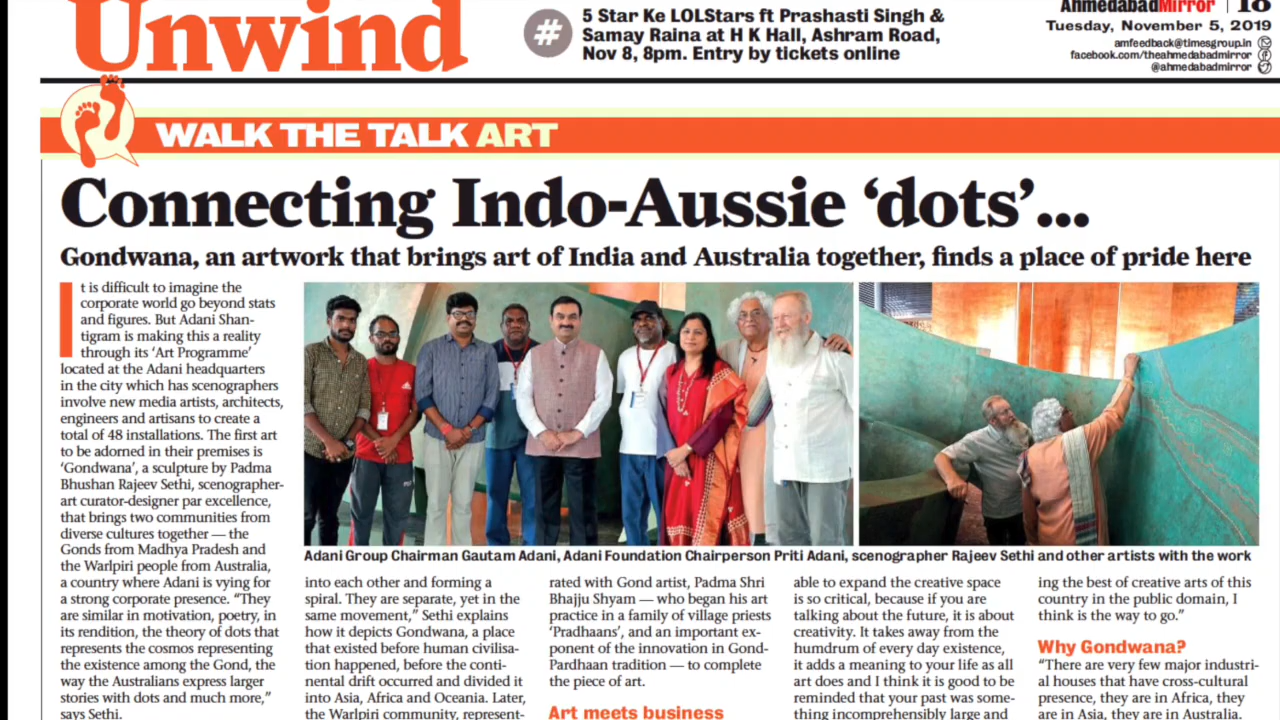 Unwind
#
5 Star Ke LOLStars ft Prashasti Singh &
Samay Raina at H K Hall, Ashram Road,
Nov 8, 8pm. Entry by tickets online
AhmedabadMirror | 18
Tuesday, November 5, 2019
amfeedback@timesgroup.in
facebook.com/theahmedabadmirror
@ahmedabadmirror
WALK THE TALK ART
Connecting Indo-Aussie ‘dots’...
Gondwana, an artwork that brings art of India and Australia together, finds a place of pride here
It is difficult to imagine the
corporate world go beyond stats
and figures. But Adani Shan-
tigram is making this a reality
through its ‘Art Programme’
located at the Adani headquarters
in the city which has scenographers
involve new media artists, architects,
engineers and artisans to create a
total of 48 installations. The first art
to be adorned in their premises is
‘Gondwana’, a sculpture by Padma
Bhushan Rajeev Sethi, scenographer-
art curator-designer par excellence,
that brings two communities from
diverse cultures together — the
Gonds from Madhya Pradesh and
the Warlpiri people from Australia,
a country where Adani is vying for
a strong corporate presence. “They
are similar in motivation, poetry, in
its rendition, the theory of dots that
represents the cosmos representing
the existence among the Gond, the
way the Australians express larger
stories with dots and much more,”
says Sethi.
Adani Group Chairman Gautam Adani, Adani Foundation Chairperson Priti Adani, scenographer Rajeev Sethi and other artists with the work
into each other and forming a
spiral. They are separate, yet in the
same movement,” Sethi explains
how it depicts Gondwana, a place
that existed before human civilisa-
tion happened, before the conti-
nental drift occurred and divided it
into Asia, Africa and Oceania. Later,
the Warlpiri community, represent-
rated with Gond artist, Padma Shri
Bhajju Shyam — who began his art
practice in a family of village priests
‘Pradhaans’, and an important ex-
ponent of the innovation in Gond-
Pardhaan tradition — to complete
the piece of art.
Art meets business
able to expand the creative space
is so critical, because if you are
talking about the future, it is about
creativity. It takes away from the
humdrum of every day existence,
it adds a meaning to your life as all
art does and I think it is good to be
reminded that your past was some-
thing incomprehensibly large and
ing the best of creative arts of this
country in the public domain, I
think is the way to go.”
Why Gondwana?
“There are very few major industri-
al houses that have cross-cultural
presence, they are in Africa, they
are in Asia, they are in Australia.